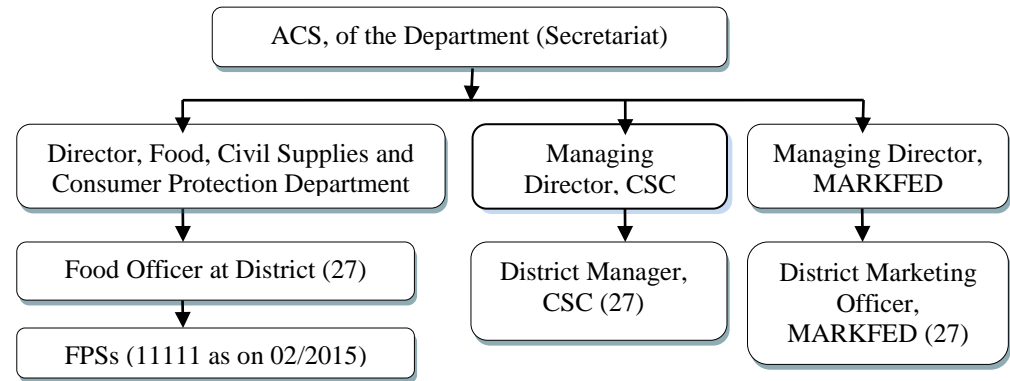 ACS, of the Department (Secretariat)
Director, Food, Civil Supplies and
Consumer Protection Department
Managing
Director, CSC
Managing Director,
MARKFED
Food Officer at District (27)
District Manager,
CSC (27)
District Marketing
Officer,
MARKFED (27)
FPSs (11111 as on 02/2015)